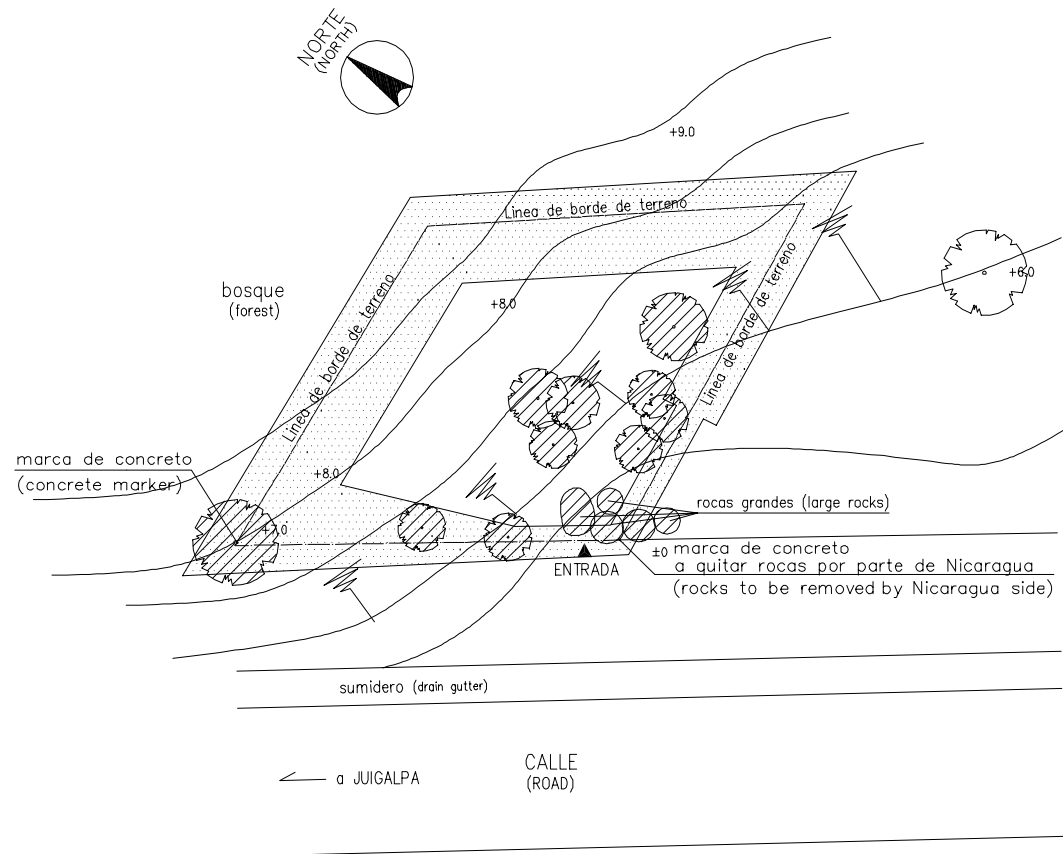 NORTE
(NORTH)
+9.0
Linea de borde de terreno
bosque
(forest)
+8.0
+6.0
Linea de borde de terreno
Linea de borde de terreno
marca de concreto
(concrete marker)
+8.0
+7.0
rocas grandes (large rocks)
±0 marca de concreto
a quitar rocas por parte de Nicaragua
(rocks to be removed by Nicaragua side)
ENTRADA
sumidero (drain gutter)
a JUIGALPA
CALLE
(ROAD)